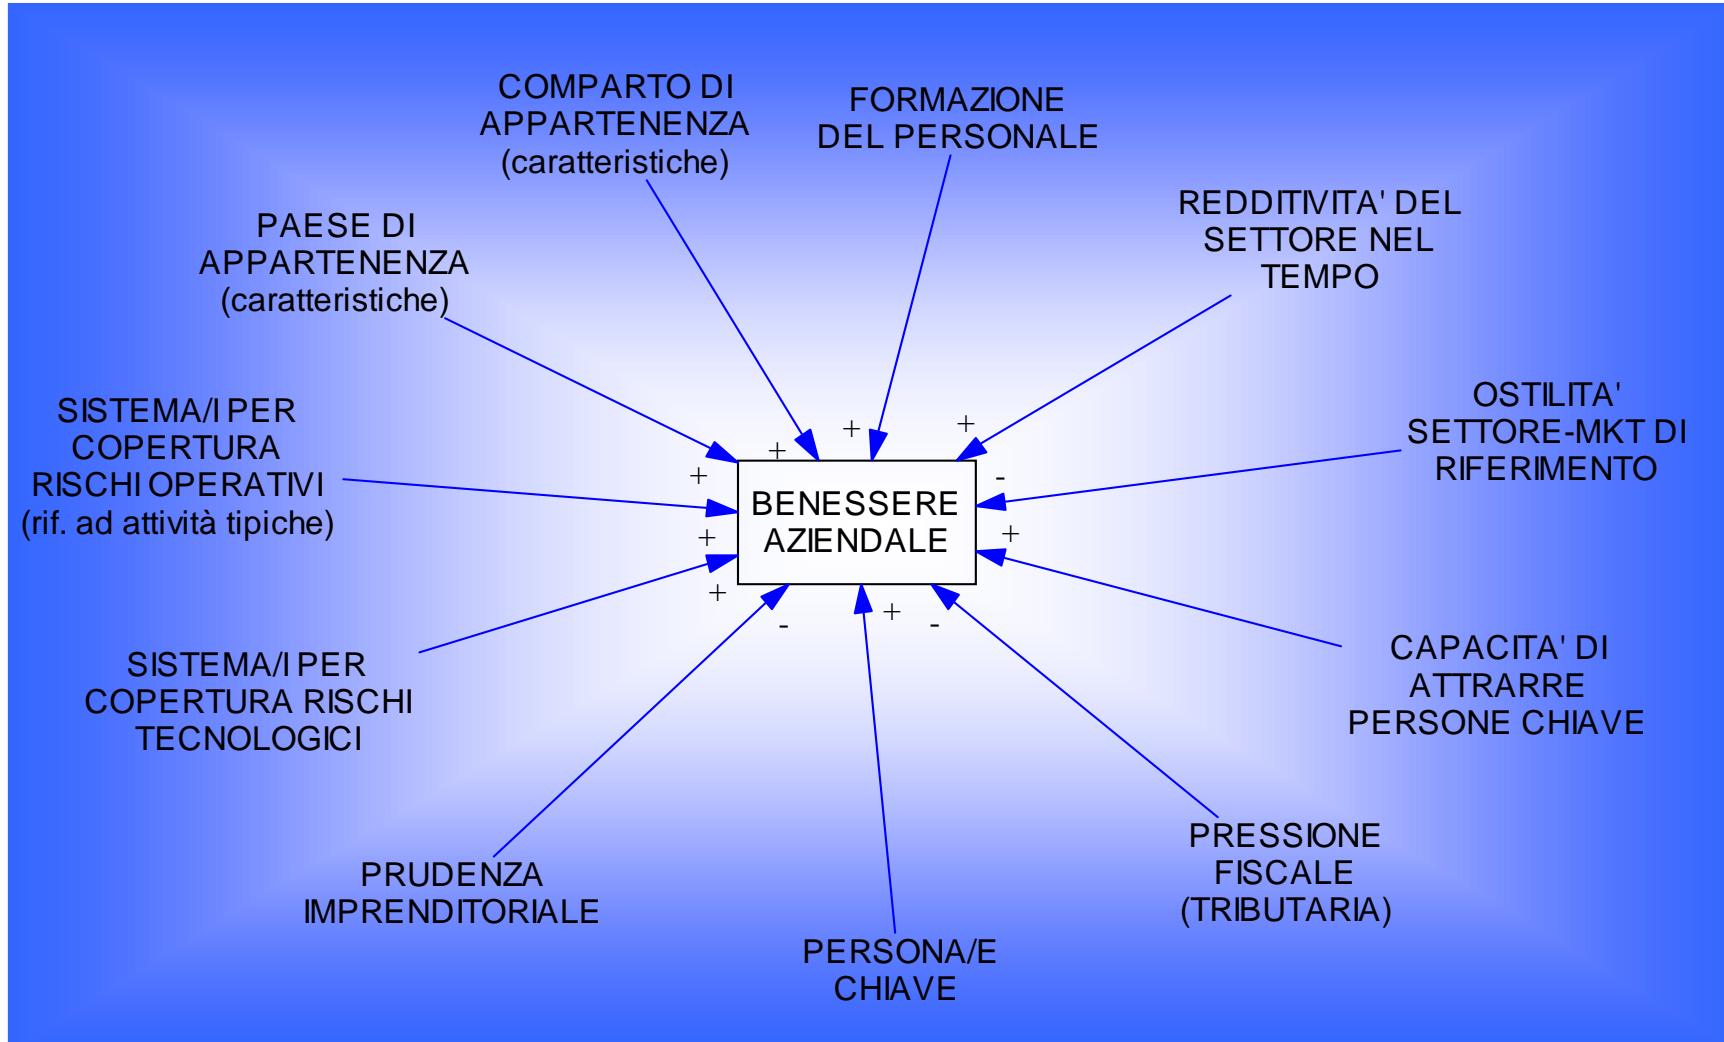 COMPARTO DI
APPARTENENZA
(caratteristiche)
FORMAZIONE
DEL PERSONALE
REDDITIVITA' DEL
SETTORE NEL
TEMPO
PAESE DI
APPARTENENZA
(caratteristiche)
OSTILITA'
SETTORE-MKT DI
RIFERIMENTO
SISTEMA/I PER
COPERTURA
RISCHI OPERATIVI
(rif. ad attività tipiche)
+
+
+
+
+
-
+
+
+
-
+
-
BENESSERE
AZIENDALE
SISTEMA/I PER
COPERTURA RISCHI
TECNOLOGICI
CAPACITA' DI
ATTRARRE
PERSONE CHIAVE
PRUDENZA
IMPRENDITORIALE
PRESSIONE
FISCALE
(TRIBUTARIA)
PERSONA/E
CHIAVE